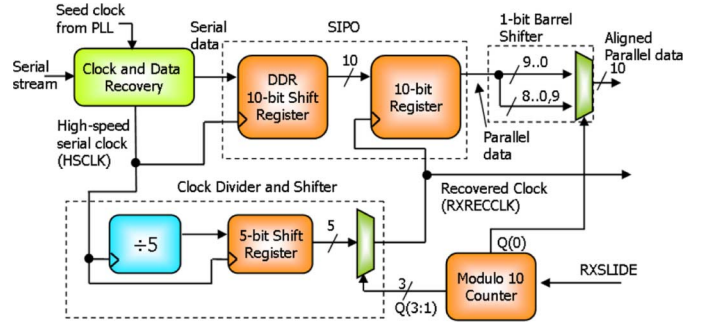 Seed clock
from PLL
Serial
data
SIPO
1-bit Barrel
Shifter
Aligned
Parallel data
Serial
stream
Clock and Data
Recovery
DDR
10-bit Shift
Register
10
10-bit
Register
9..0
8..0,9
10
High-speed
serial clock
(HSCLK)
Parallel
data
Clock Divider and Shifter
Recovered Clock
(RXRECCLK)
÷5
5-bit Shift
Register
5
Q(0)
3
Q(3:1)
Modulo 10
Counter
RXSLIDE